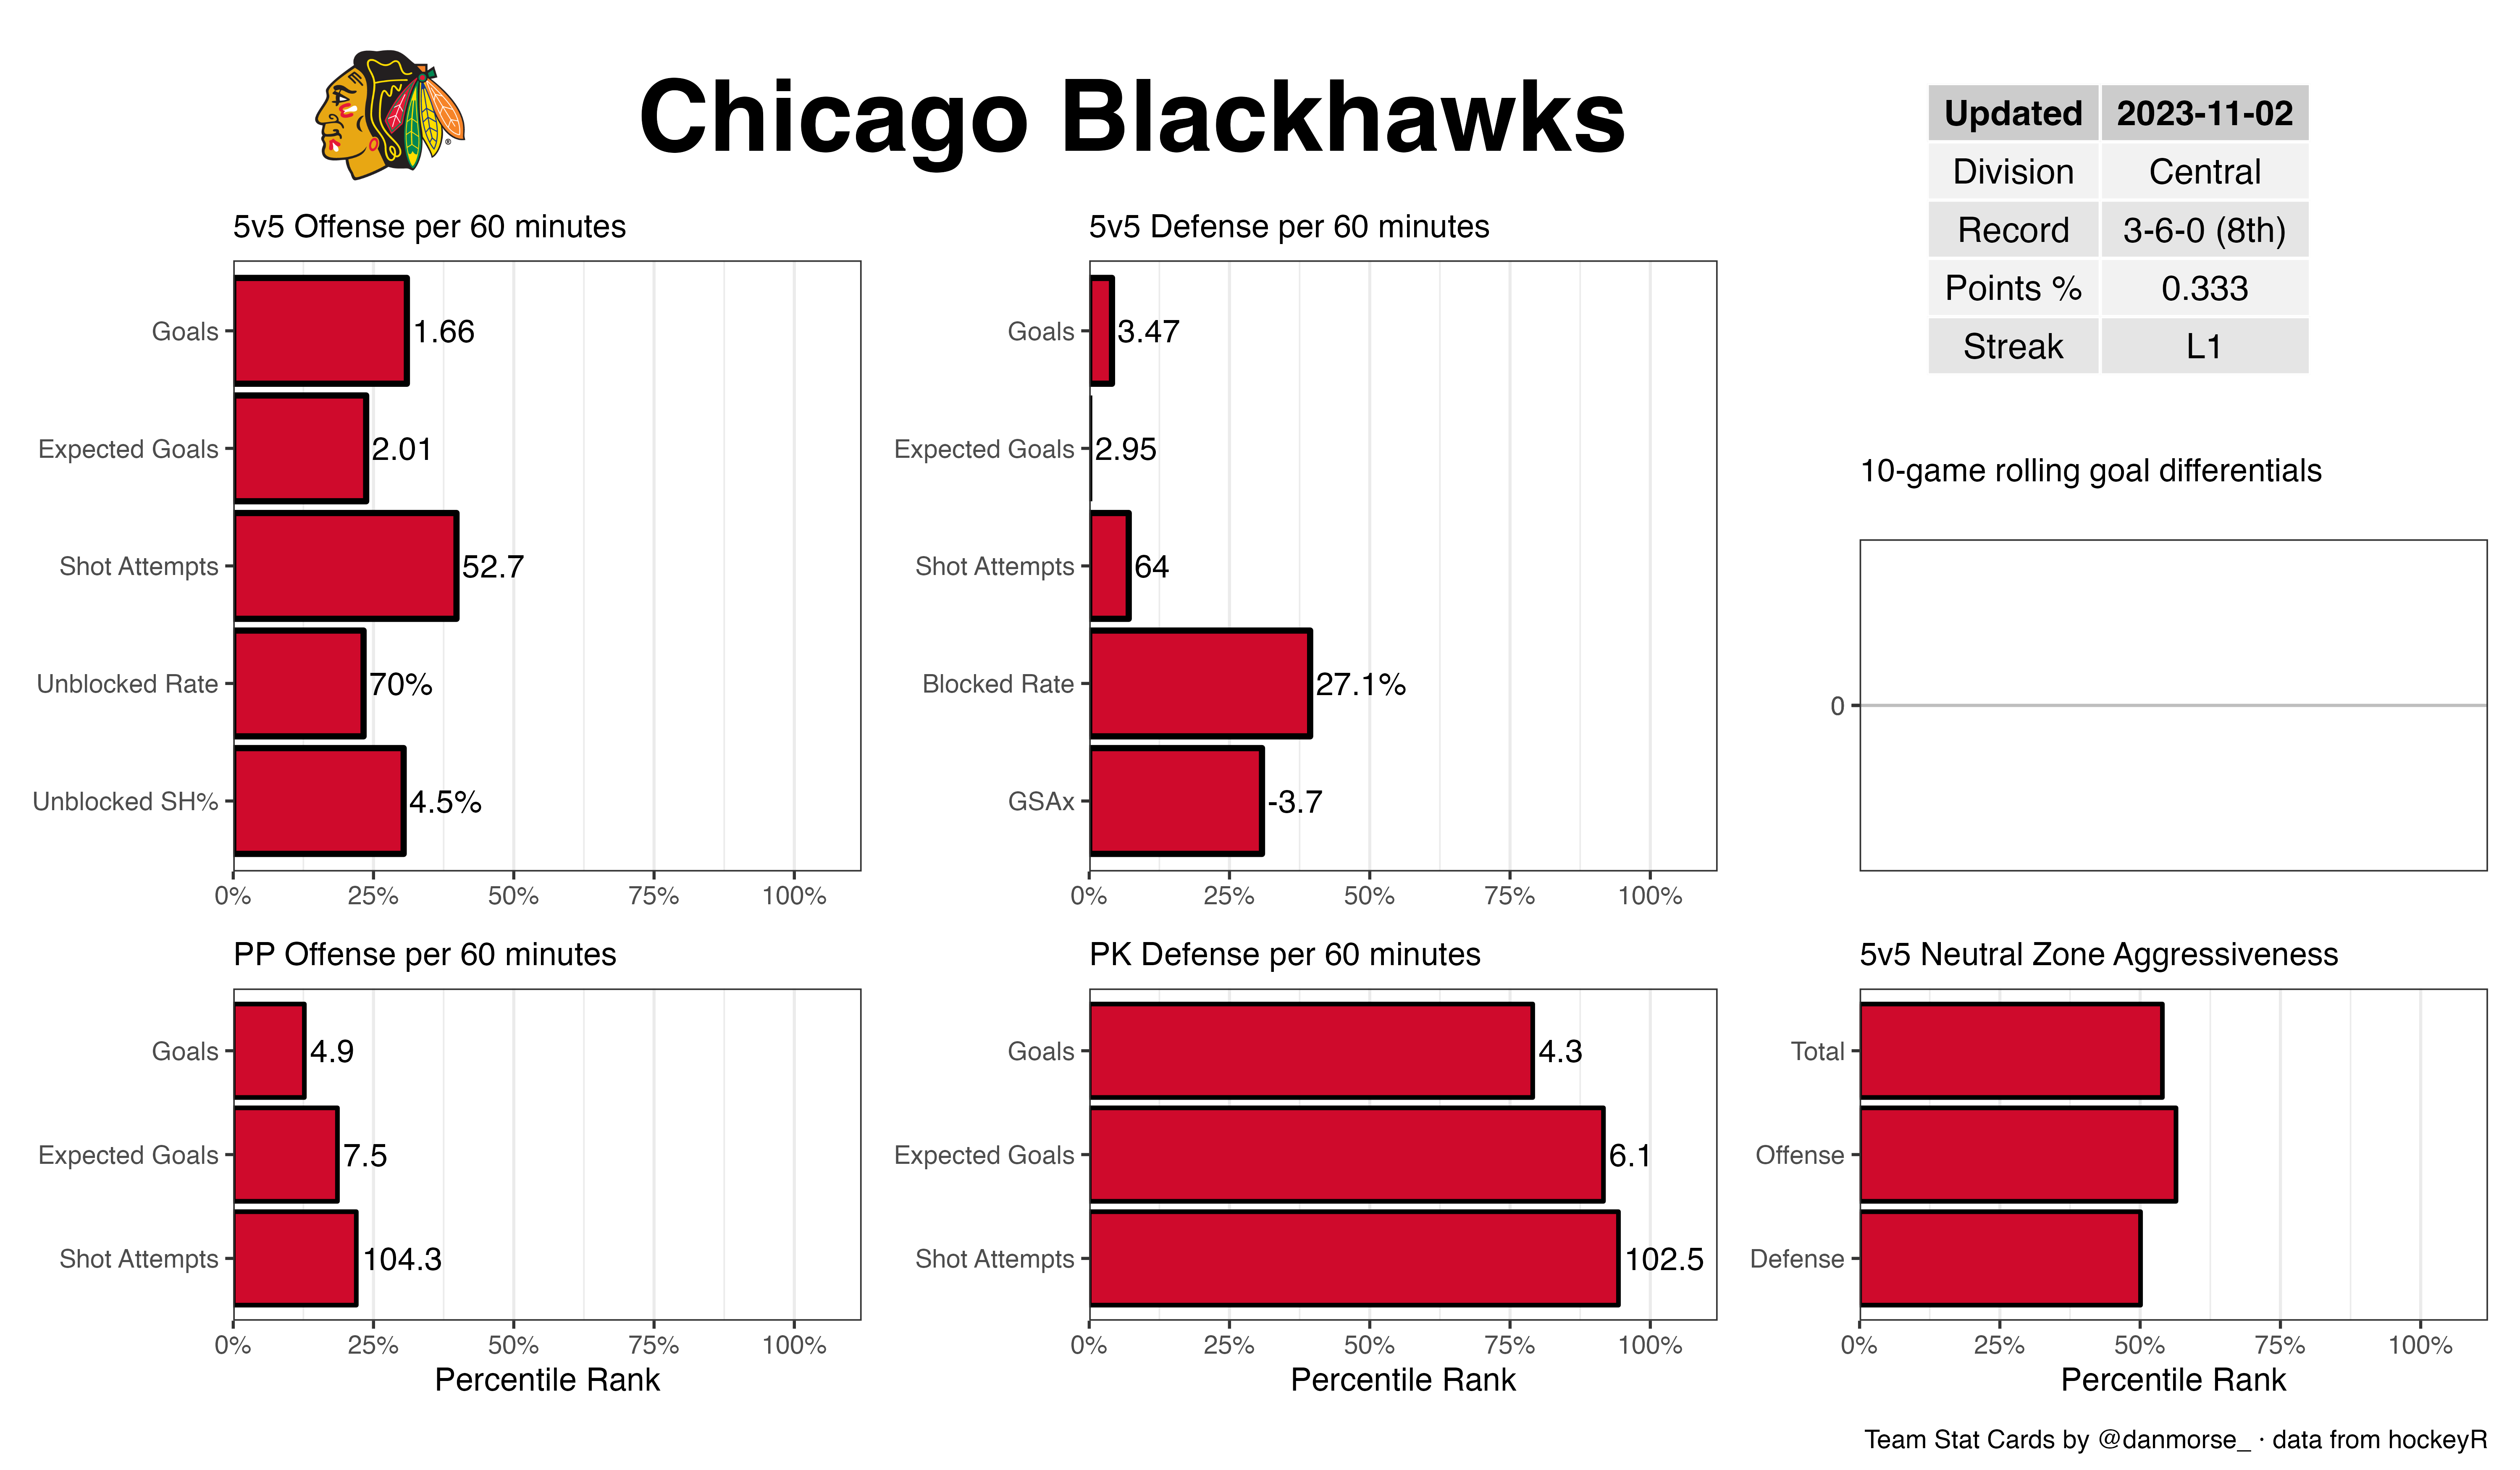 Chicago Blackhawks
Updated 2023-11-02
Division Central
Record 3-6-0 (8th)
Points % 0.333
Streak L1
5v5 Offense per 60 minutes
Goals 1.66
Expected Goals 2.01
Shot Attempts 52.7
Unblocked Rate 70%
Unblocked SH% 4.5%
0% 25% 50% 75% 100%
5v5 Defense per 60 minutes
Goals 3.47
Expected Goals 2.95
Shot Attempts 64
Blocked Rate 27.1%
GSAx -3.7
0% 25% 50% 75% 100%
10-game rolling goal differentials
0
PP Offense per 60 minutes
Goals 4.9
Expected Goals 7.5
Shot Attempts 104.3
0% 25% 50% 75% 100%
Percentile Rank
PK Defense per 60 minutes
Goals 4.3
Expected Goals 6.1
Shot Attempts 102.5
0% 25% 50% 75% 100%
Percentile Rank
5v5 Neutral Zone Aggressiveness
Total
Offense
Defense
0% 25% 50% 75% 100%
Percentile Rank
Team Stat Cards by @danmorse_ · data from hockeyR